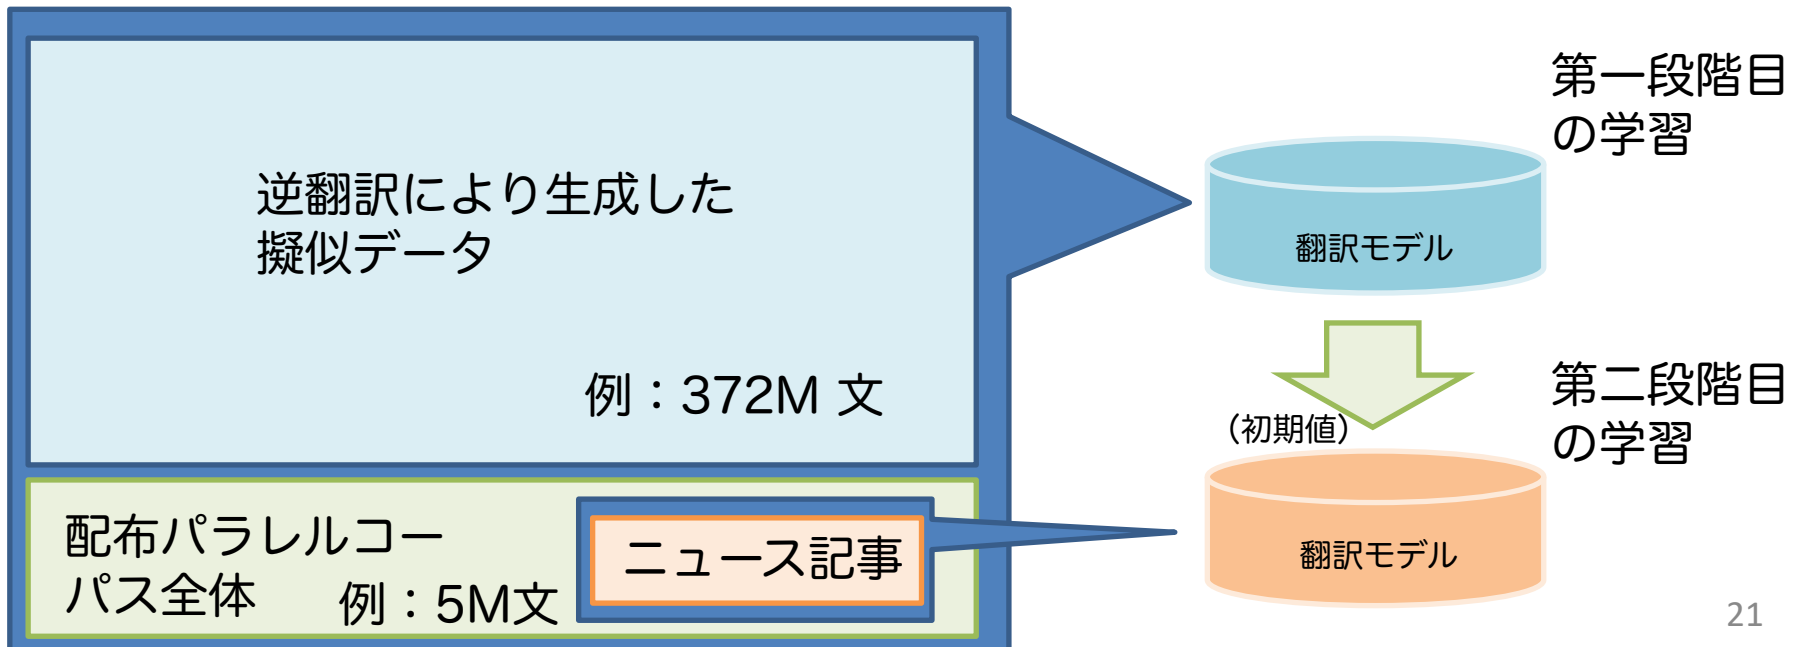 逆翻訳により生成した
擬似データ
例：372M 文
配布パラレルコー
パス全体
例：5M文
ニュース記事
第一段階目
の学習
翻訳モデル
（初期値）
第二段階目
の学習
翻訳モデル
21